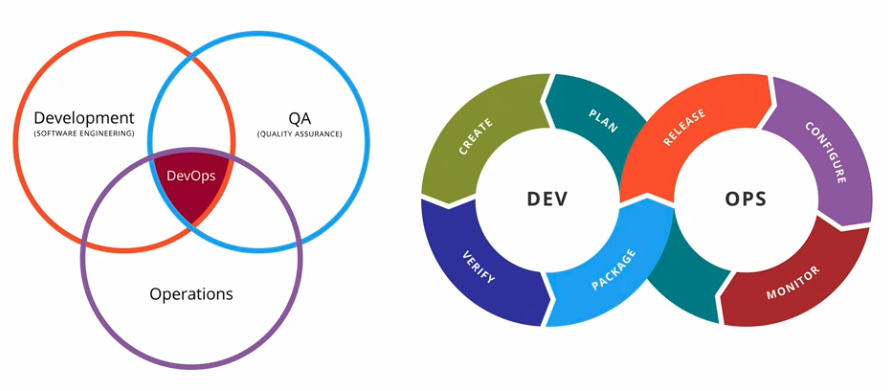 Development
(SOFTWARE ENGINEERING)
QA
(QUALITY ASSURANCE)
DevOps
Operations
CREATE
PLAN
RELEASE
CONFIGURE
DEV
OPS
VERIFY
PACKAGE
MONITOR